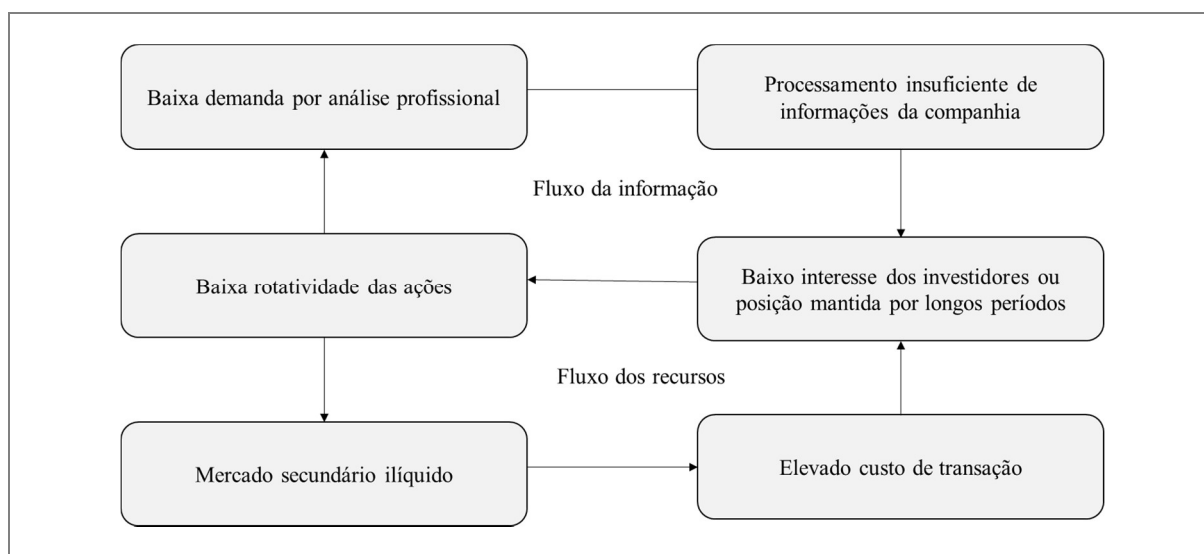 Baixa demanda por análise profissional
Processamento insuficiente de
informações da companhia
Fluxo da informação
Baixa rotatividade das ações
Baixo interesse dos investidores ou
posição mantida por longos períodos
Fluxo dos recursos
Mercado secundário ilíquido
Elevado custo de transação